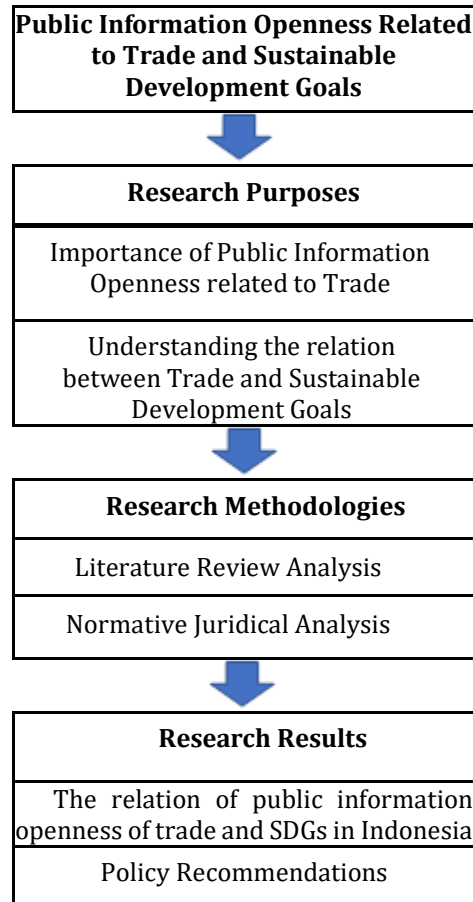 Public Information Openness Related
to Trade and Sustainable
Development Goals
Research Purposes
Importance of Public Information
Openness related to Trade
Understanding the relation
between Trade and Sustainable
Development Goals
Research Methodologies
Literature Review Analysis
Normative Juridical Analysis
Research Results
The relation of public information
openness of trade and SDGs in Indonesia
Policy Recommendations